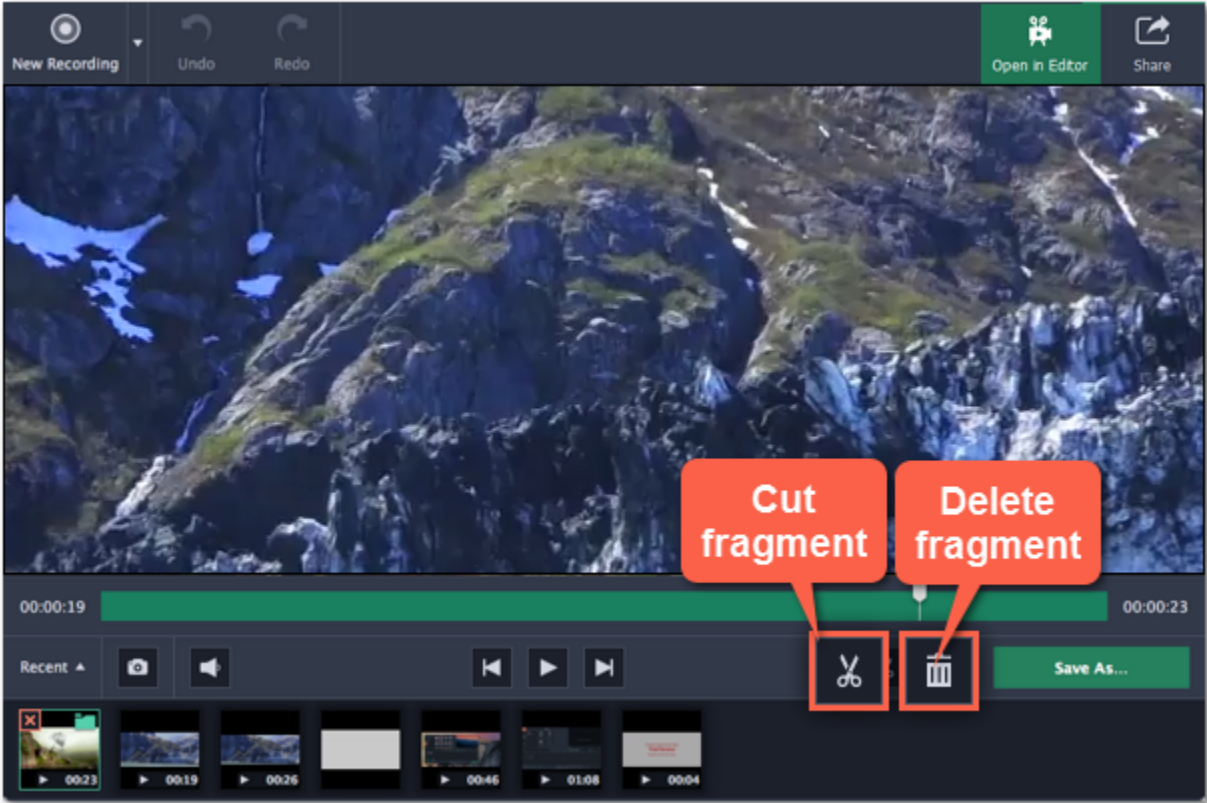 New Recording
Undo
Redo
Open in Editor
Share
Cut
fragment
Delete
fragment
00:00:19
00:00:23
Recent
Save As...
00:23
00:19
00:26
00:46
01:08
00:04